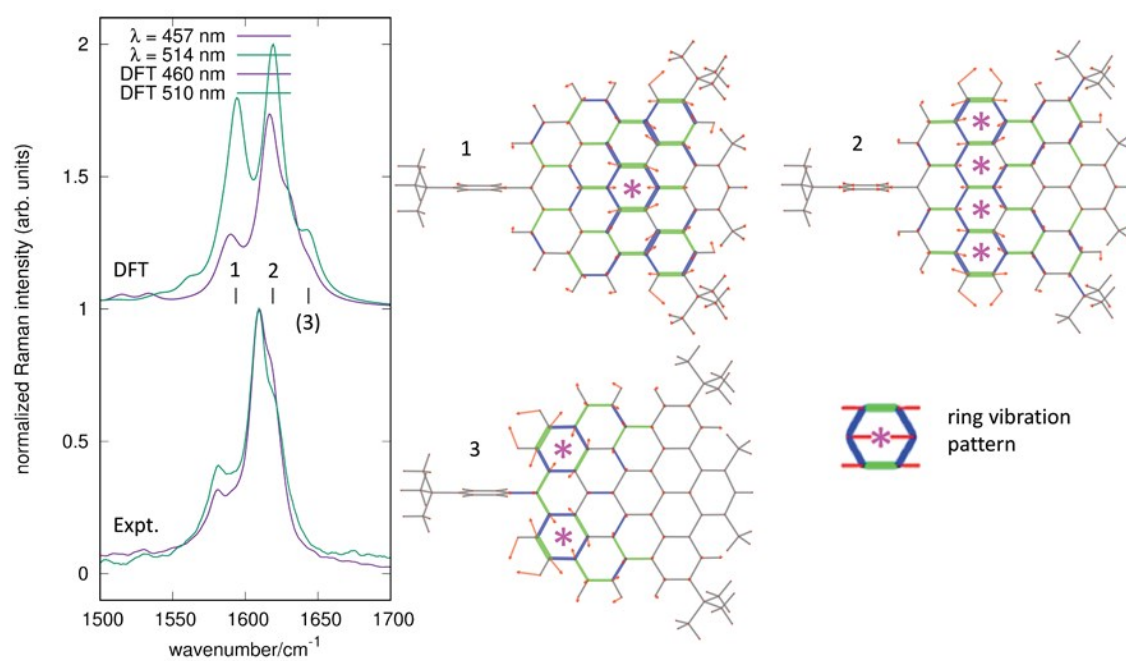 λ = 457 nm
λ = 514 nm
DFT 460 nm
DFT 510 nm
2
1.5
1
0.5
0
normalized Raman intensity (arb. units)
DFT
1 2
(3)
Expt.
1500 1550 1600 1650 1700
wavenumber/cm⁻¹
1
*
2
*
*
*
*
3
*
*
*
ring vibration
pattern